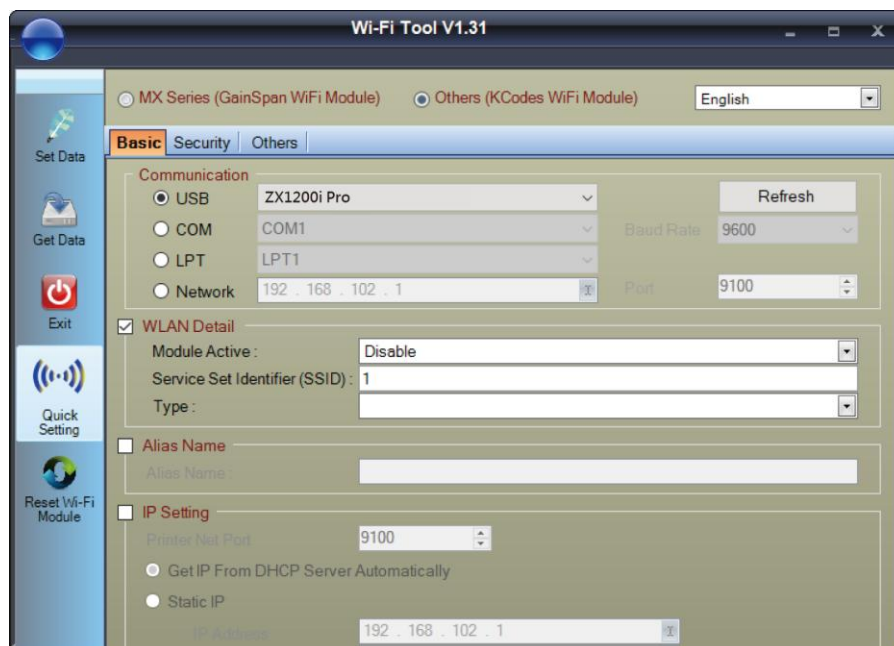 Wi-Fi Tool V1.31
MX Series (GainSpan WiFi Module) Others (KCodes WiFi Module) English
Basic Security Others
Set Data
Get Data
Exit
Quick
Setting
Reset Wi-Fi
Module
Communication
USB ZX1200i Pro Refresh
COM COM1 Baud Rate 9600
LPT LPT1
Network 192 . 168 . 102 . 1 Port 9100
WLAN Detail
Module Active : Disable
Service Set Identifier (SSID) : 1
Type :
Alias Name
Alias Name :
IP Setting
Printer Net Port 9100
Get IP From DHCP Server Automatically
Static IP
IP Address 192 . 168 . 102 . 1